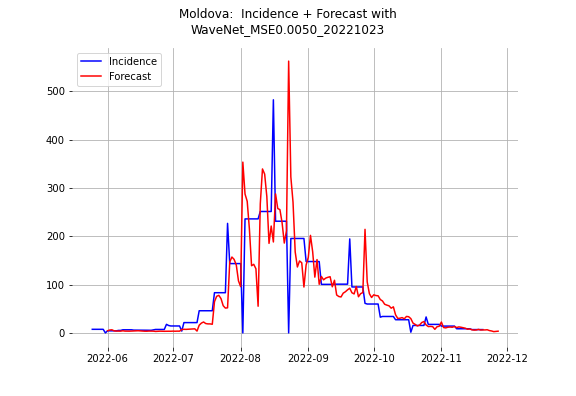 Moldova:  Incidence + Forecast with
WaveNet_MSE0.0050_20221023
Incidence
Forecast
500
400
300
200
100
0
2022-06 2022-07 2022-08 2022-09 2022-10 2022-11 2022-12